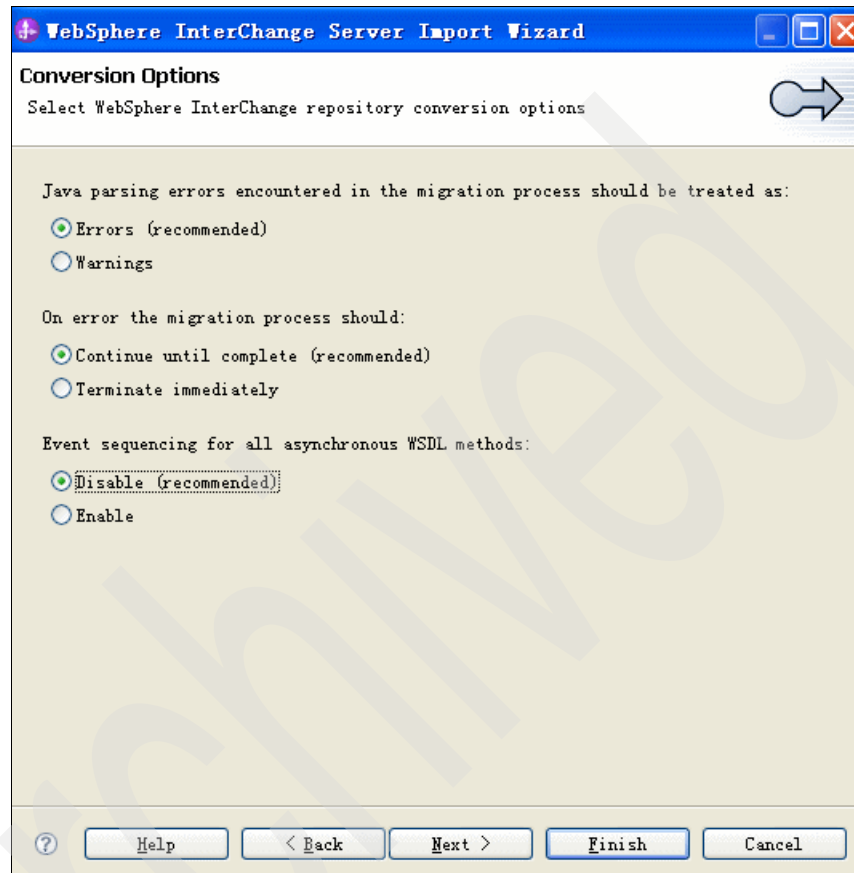 WebSphere InterChange Server Import Wizard
Conversion Options
Select WebSphere InterChange repository conversion options
Java parsing errors encountered in the migration process should be treated as:
Errors (recommended)
Warnings
On error the migration process should:
Continue until complete (recommended)
Terminate immediately
Event sequencing for all asynchronous WSDL methods:
Disable (recommended)
Enable
? Help < Back Next > Finish Cancel
rchived